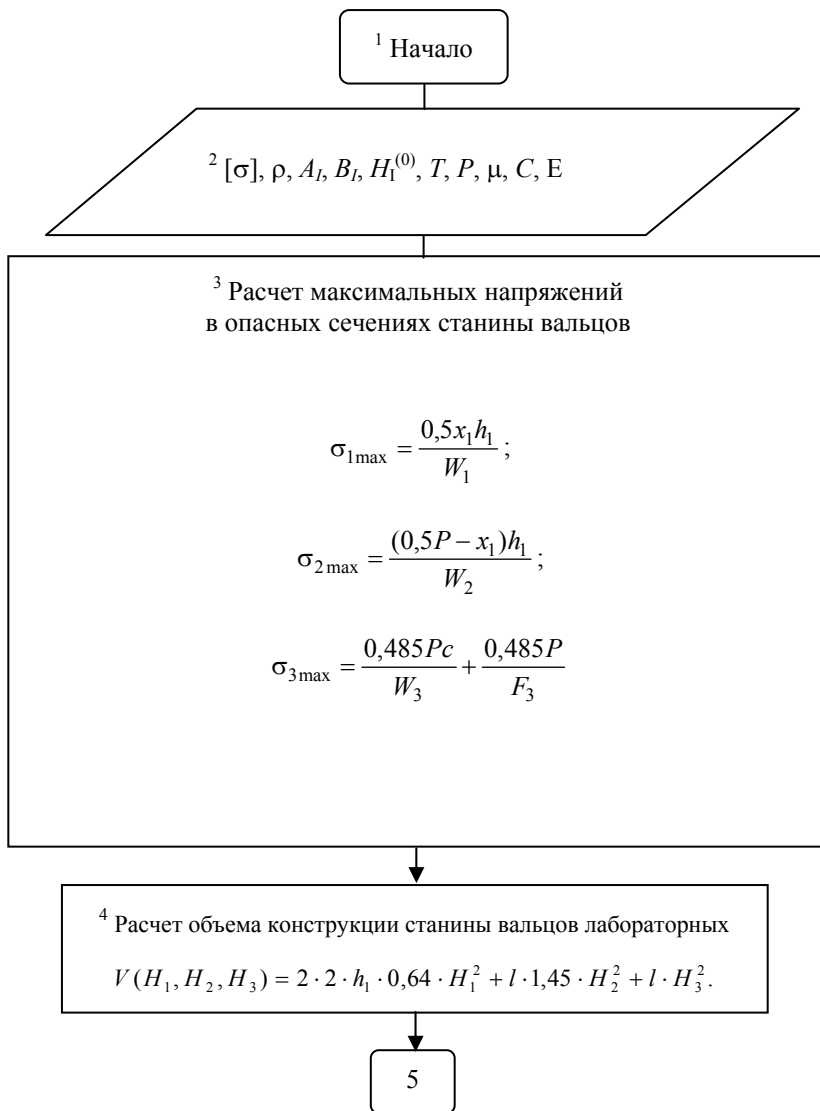 1 Начало
2 [σ], ρ, A_I, B_I, H_I^(0), T, P, μ, C, E
3 Расчет максимальных напряжений
в опасных сечениях станины вальцов
σ_1max = 0,5x_1h_1 / W_1 ;
σ_2 max = (0,5P − x_1)h_1 / W_2 ;
σ_3max = 0,485Pc / W_3 + 0,485P / F_3
4 Расчет объема конструкции станины вальцов лабораторных
V(H_1, H_2, H_3) = 2 · 2 · h_1 · 0,64 · H_1^2 + l · 1,45 · H_2^2 + l · H_3^2.
5